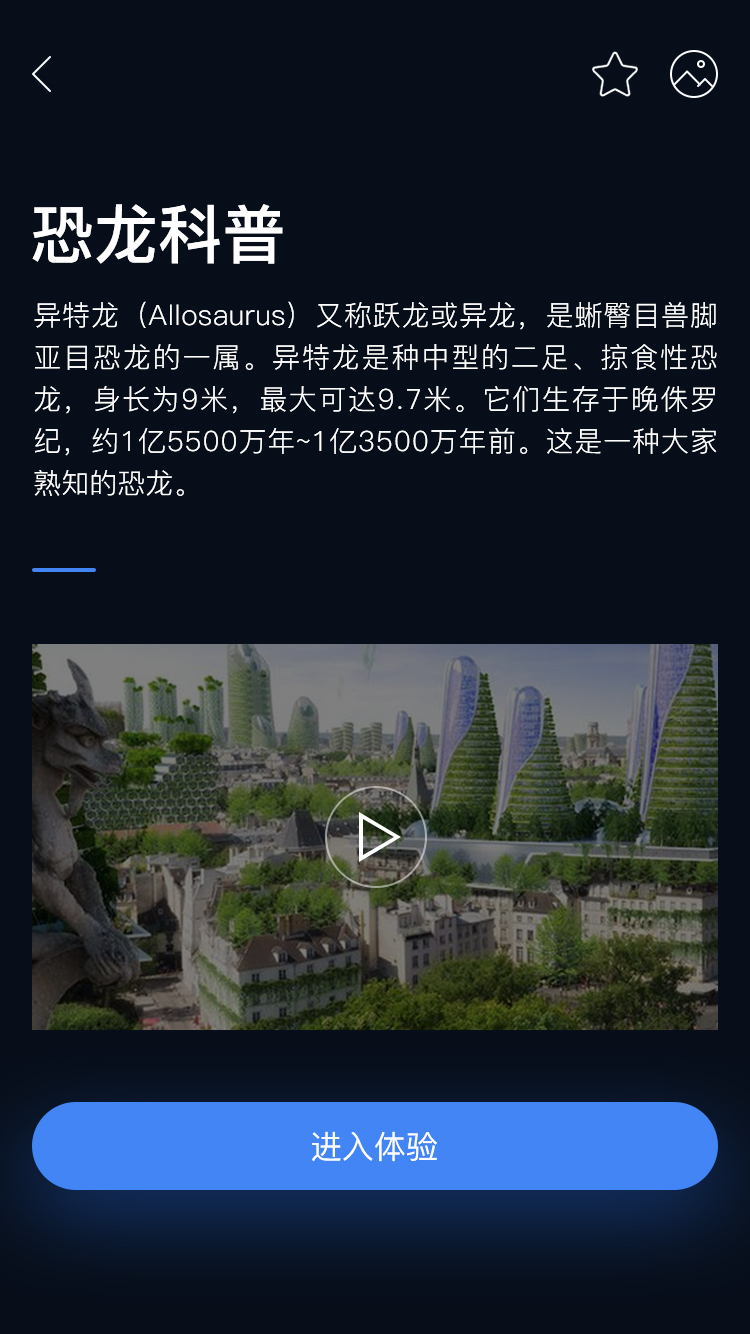 恐龙科普
异特龙（Allosaurus）又称跃龙或异龙，是蜥臀目兽脚
亚目恐龙的一属。异特龙是种中型的二足、掠食性恐
龙，身长为9米，最大可达9.7米。它们生存于晚侏罗
纪，约1亿5500万年~1亿3500万年前。这是一种大家
熟知的恐龙。
进入体验